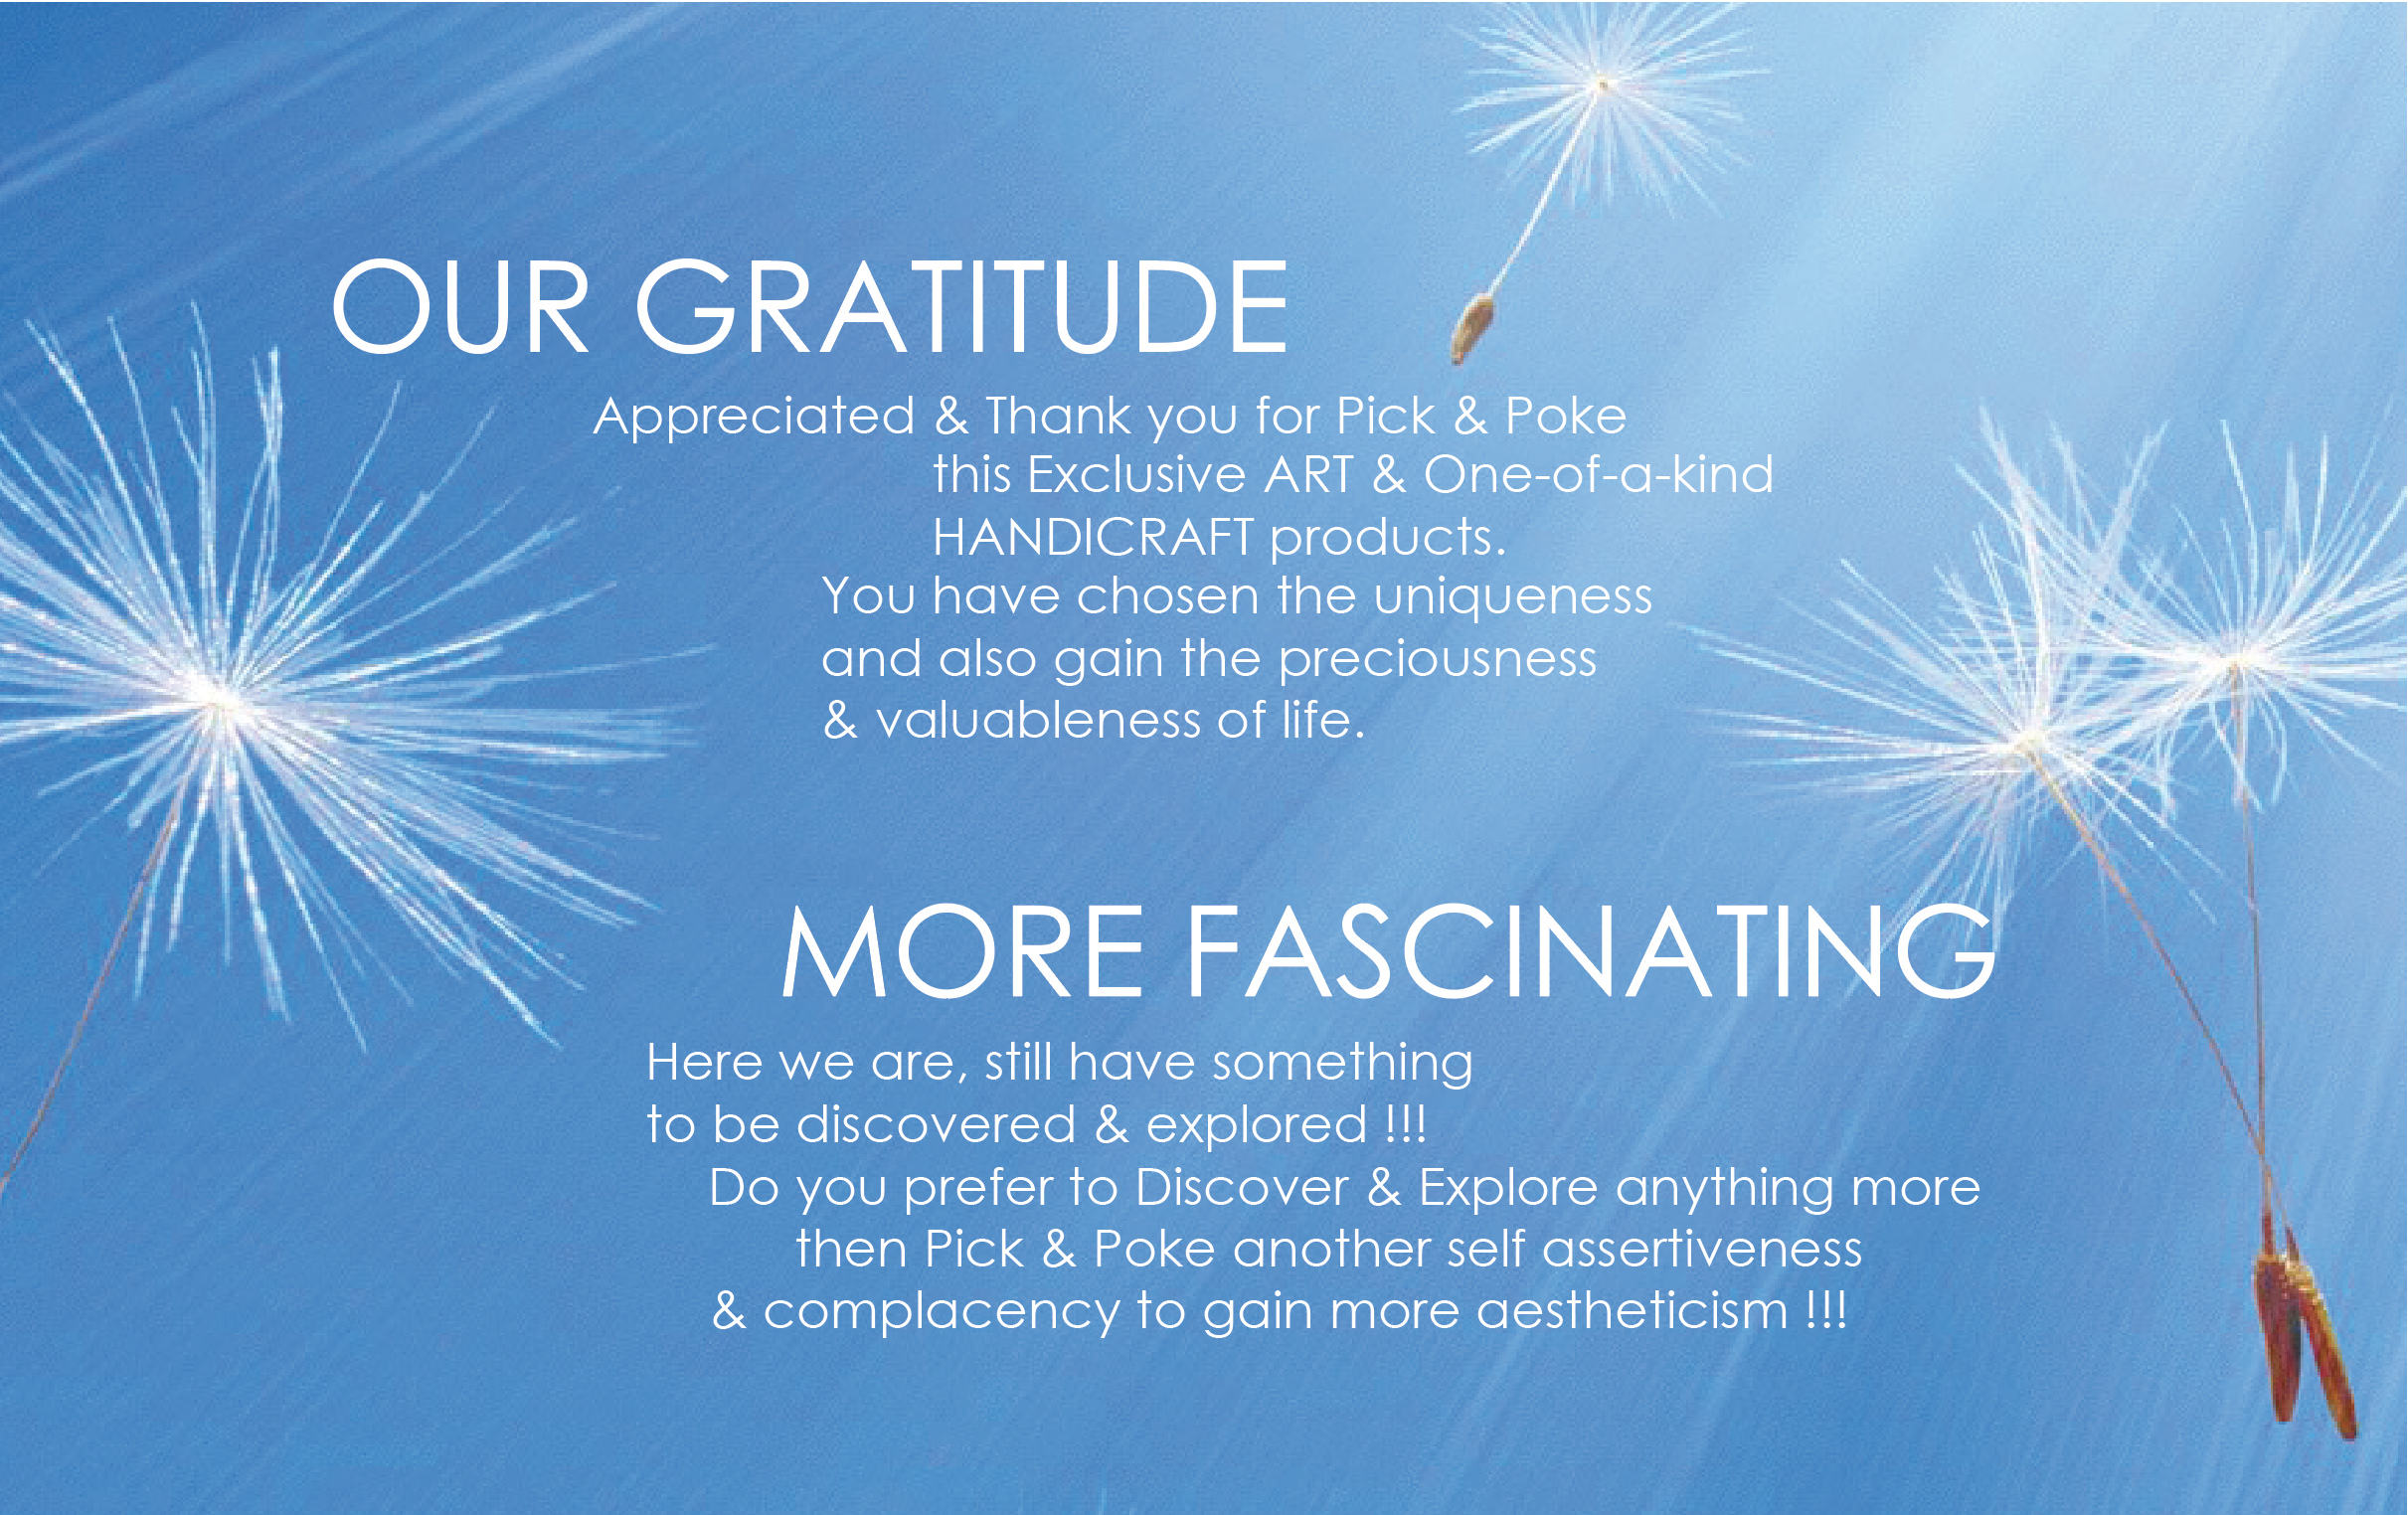 OUR GRATITUDE
Appreciated & Thank you for Pick & Poke
this Exclusive ART & One-of-a-kind
HANDICRAFT products.
You have chosen the uniqueness
and also gain the preciousness
& valuableness of life.
MORE FASCINATING
Here we are, still have something
to be discovered & explored !!!
Do you prefer to Discover & Explore anything more
then Pick & Poke another self assertiveness
& complacency to gain more aestheticism !!!